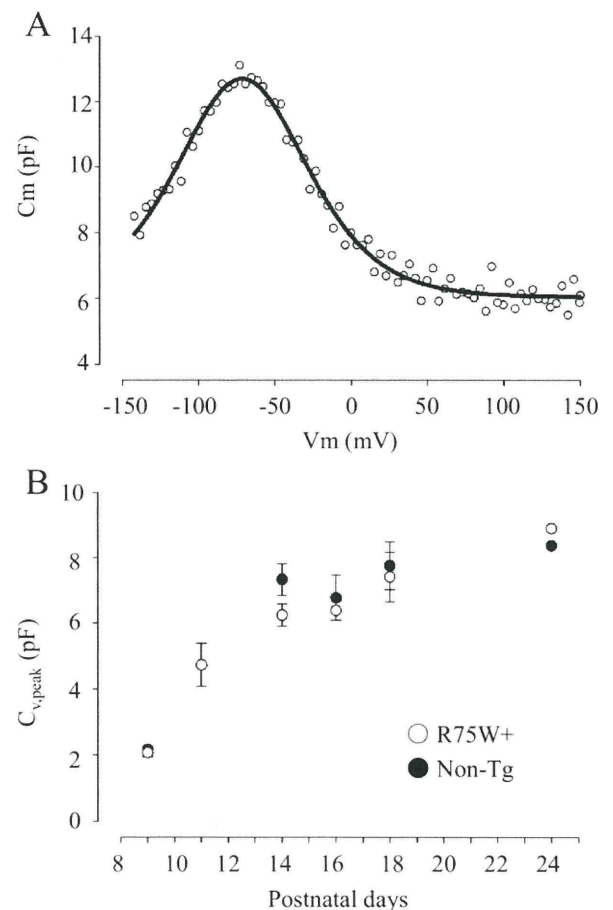 A
Cm (pF)
14
12
10
8
6
4
-150 -100 -50 0 50 100 150
Vm (mV)
B
C_v,peak (pF)
10
8
6
4
2
0
R75W+
Non-Tg
8 10 12 14 16 18 20 22 24
Postnatal days